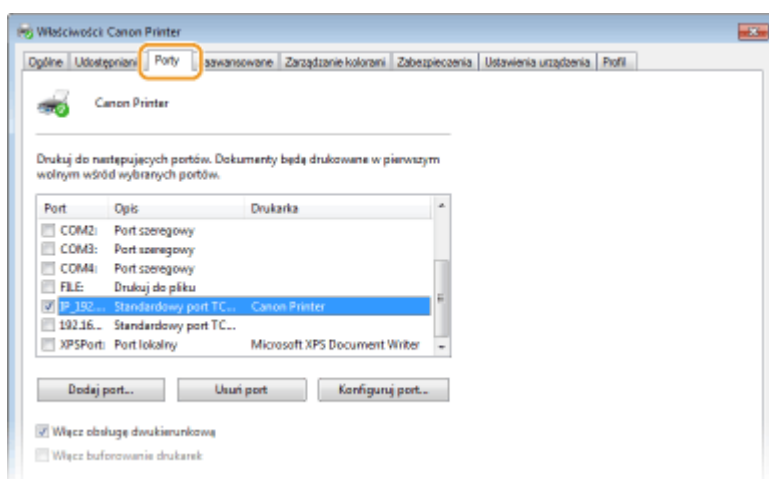 Właściwości: Canon Printer
Ogólne Udostępniani Porty aawansowane Zarządzanie kolorami Zabezpieczenia Ustawienia urządzenia Profil
Canon Printer
Drukuj do następujących portów. Dokumenty będą drukowane w pierwszym
wolnym wśród wybranych portów.
Port Opis Drukarka
COM2: Port szeregowy
COM3: Port szeregowy
COM4: Port szeregowy
FILE: Drukuj do pliku
IP_192.... Standardowy port TC... Canon Printer
192.16... Standardowy port TC...
XPSPort: Port lokalny Microsoft XPS Document Writer
Dodaj port... Usuń port Konfiguruj port...
Włącz obsługę dwukierunkową
Włącz buforowanie drukarek